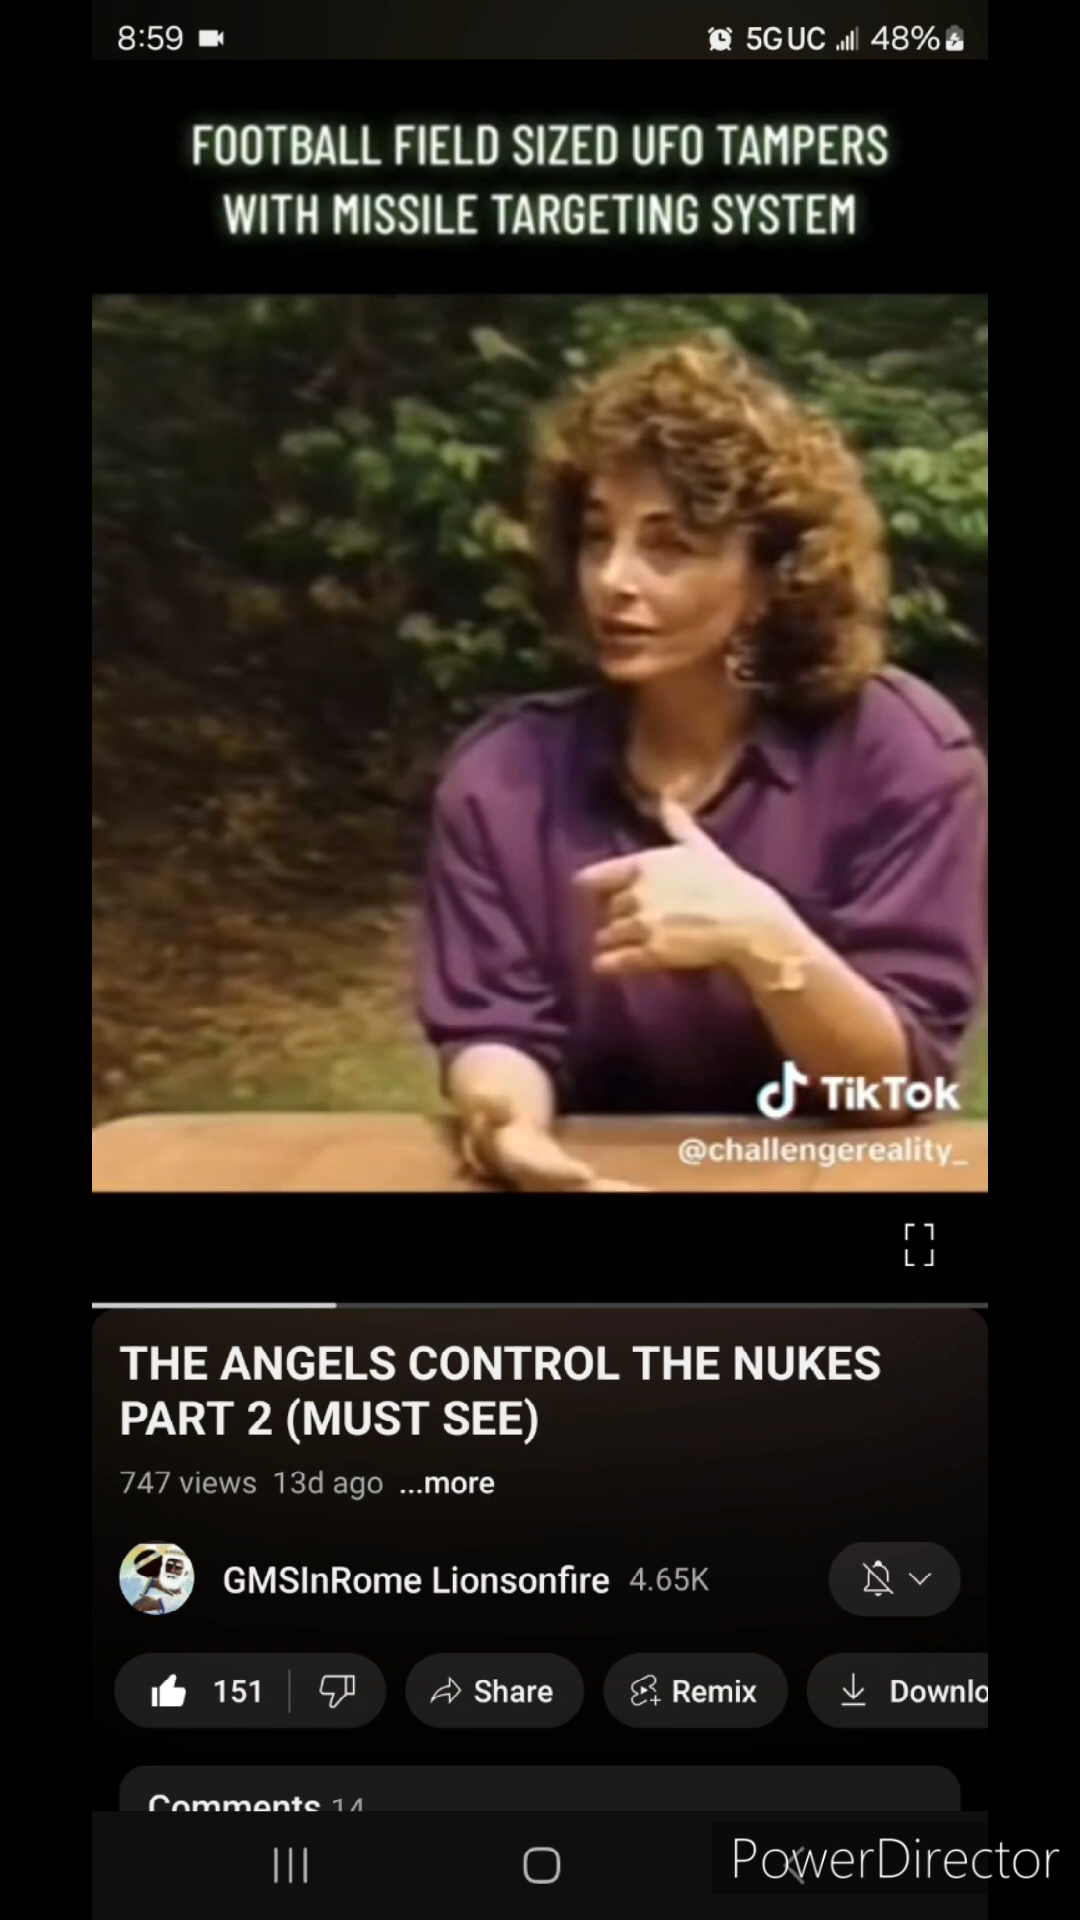 8:59 5G UC 48%
FOOTBALL FIELD SIZED UFO TAMPERS
WITH MISSILE TARGETING SYSTEM
TikTok
@challengereality_
THE ANGELS CONTROL THE NUKES
PART 2 (MUST SEE)
747 views 13d ago ...more
GMSInRome Lionsonfire 4.65K
151 Share Remix Downlo
Comments 14
PowerDirector